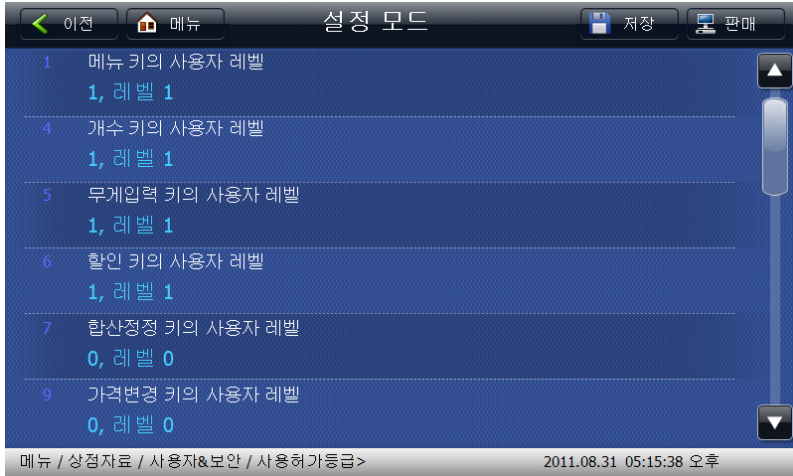 이전 메뉴 설정 모드 저장 판매
1 메뉴 키의 사용자 레벨
1, 레벨 1
4 개수 키의 사용자 레벨
1, 레벨 1
5 무게입력 키의 사용자 레벨
1, 레벨 1
6 할인 키의 사용자 레벨
1, 레벨 1
7 합산정정 키의 사용자 레벨
0, 레벨 0
9 가격변경 키의 사용자 레벨
0, 레벨 0
메뉴 / 상점자료 / 사용자&보안 / 사용허가등급> 2011.08.31 05:15:38 오후